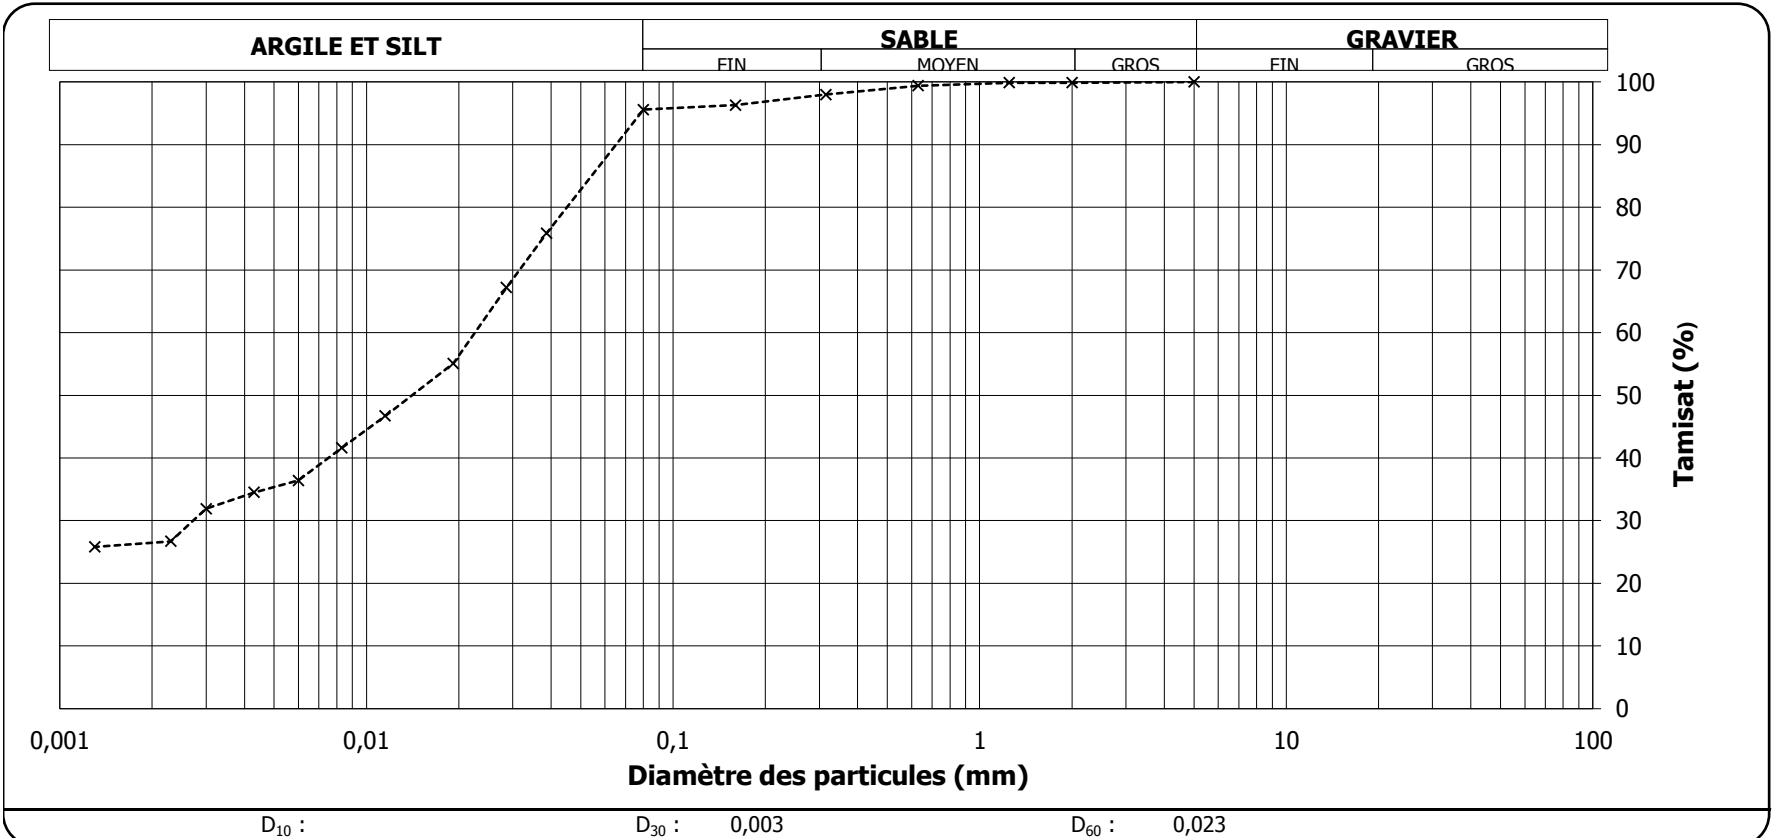 ARGILE ET SILT SABLE GRAVIER
FIN MOYEN GROS FIN GROS
100
90
80
70
60
50
40
30
20
10
0
Tamisat (%)
0,001 0,01 0,1 1 10 100
Diamètre des particules (mm)
D₁₀ : D₃₀ : 0,003 D₆₀ : 0,023